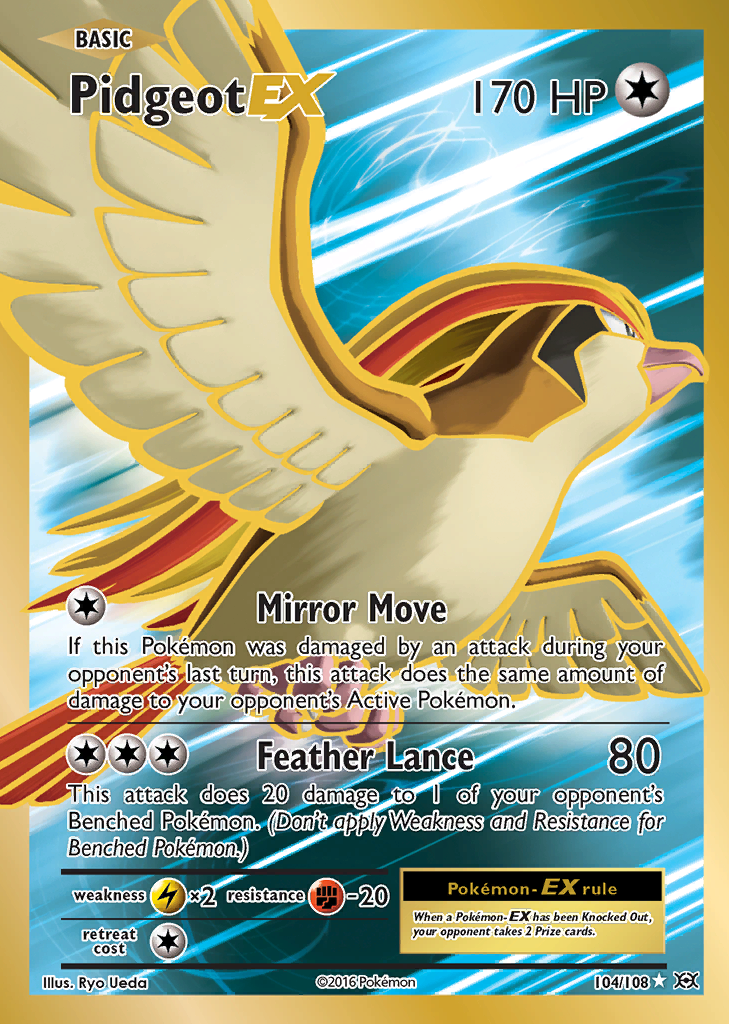 BASIC
PidgeotEX 170 HP
Mirror Move
If this Pokémon was damaged by an attack during your
opponent's last turn, this attack does the same amount of
damage to your opponent's Active Pokémon.
Feather Lance 80
This attack does 20 damage to 1 of your opponent's
Benched Pokémon. (Don't apply Weakness and Resistance for
Benched Pokémon.)
weakness ×2 resistance -20
retreat
cost
Pokémon-EX rule
When a Pokémon-EX has been Knocked Out,
your opponent takes 2 Prize cards.
Illus. Ryo Ueda ©2016 Pokémon 104/108